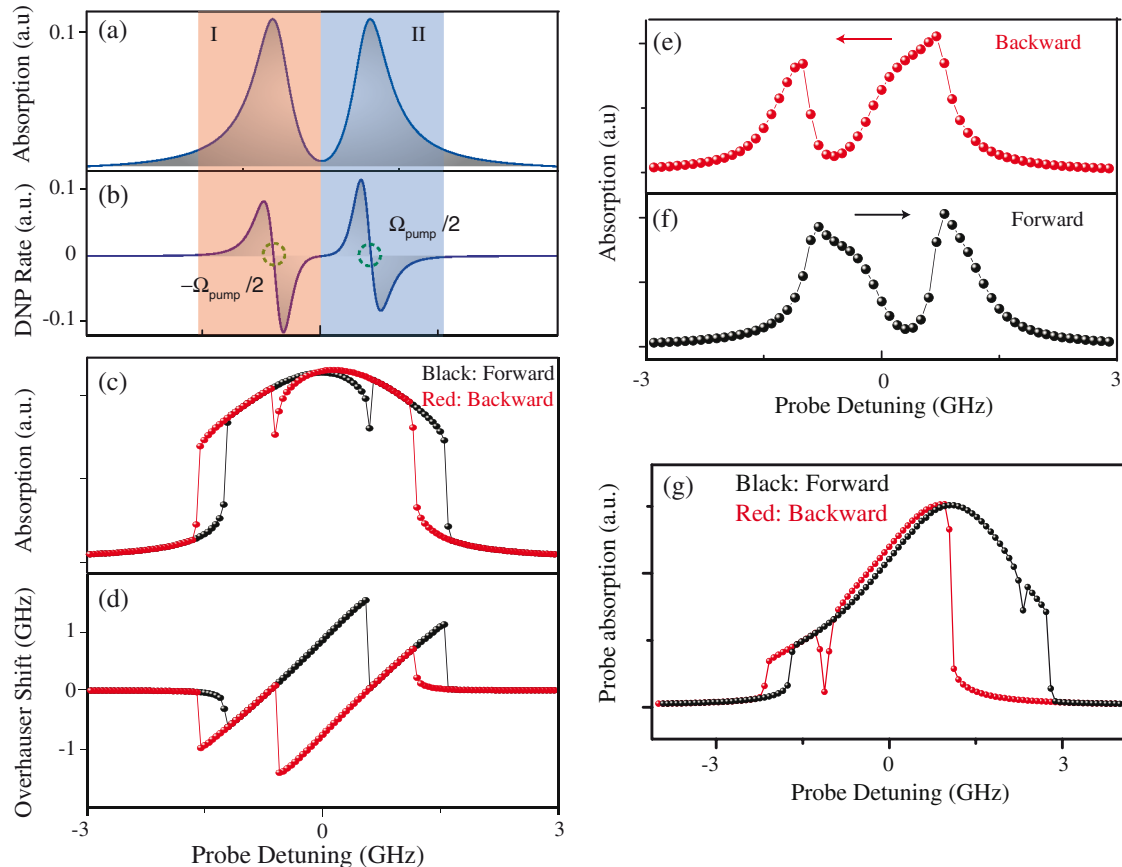 (a)
I
II
0.1
Absorption (a.u)
(b)
0.1
0
-0.1
DNP Rate (a.u.)
Ωpump/2
−Ωpump/2
(c)
Black: Forward
Red: Backward
Absorption (a.u.)
(d)
1
0
-1
Overhauser Shift (GHz)
-3
0
3
Probe Detuning (GHz)
(e)
Backward
(f)
Forward
Absorption (a.u)
-3
0
3
Probe Detuning (GHz)
(g)
Black: Forward
Red: Backward
Probe absorption (a.u.)
-3
0
3
Probe Detuning (GHz)